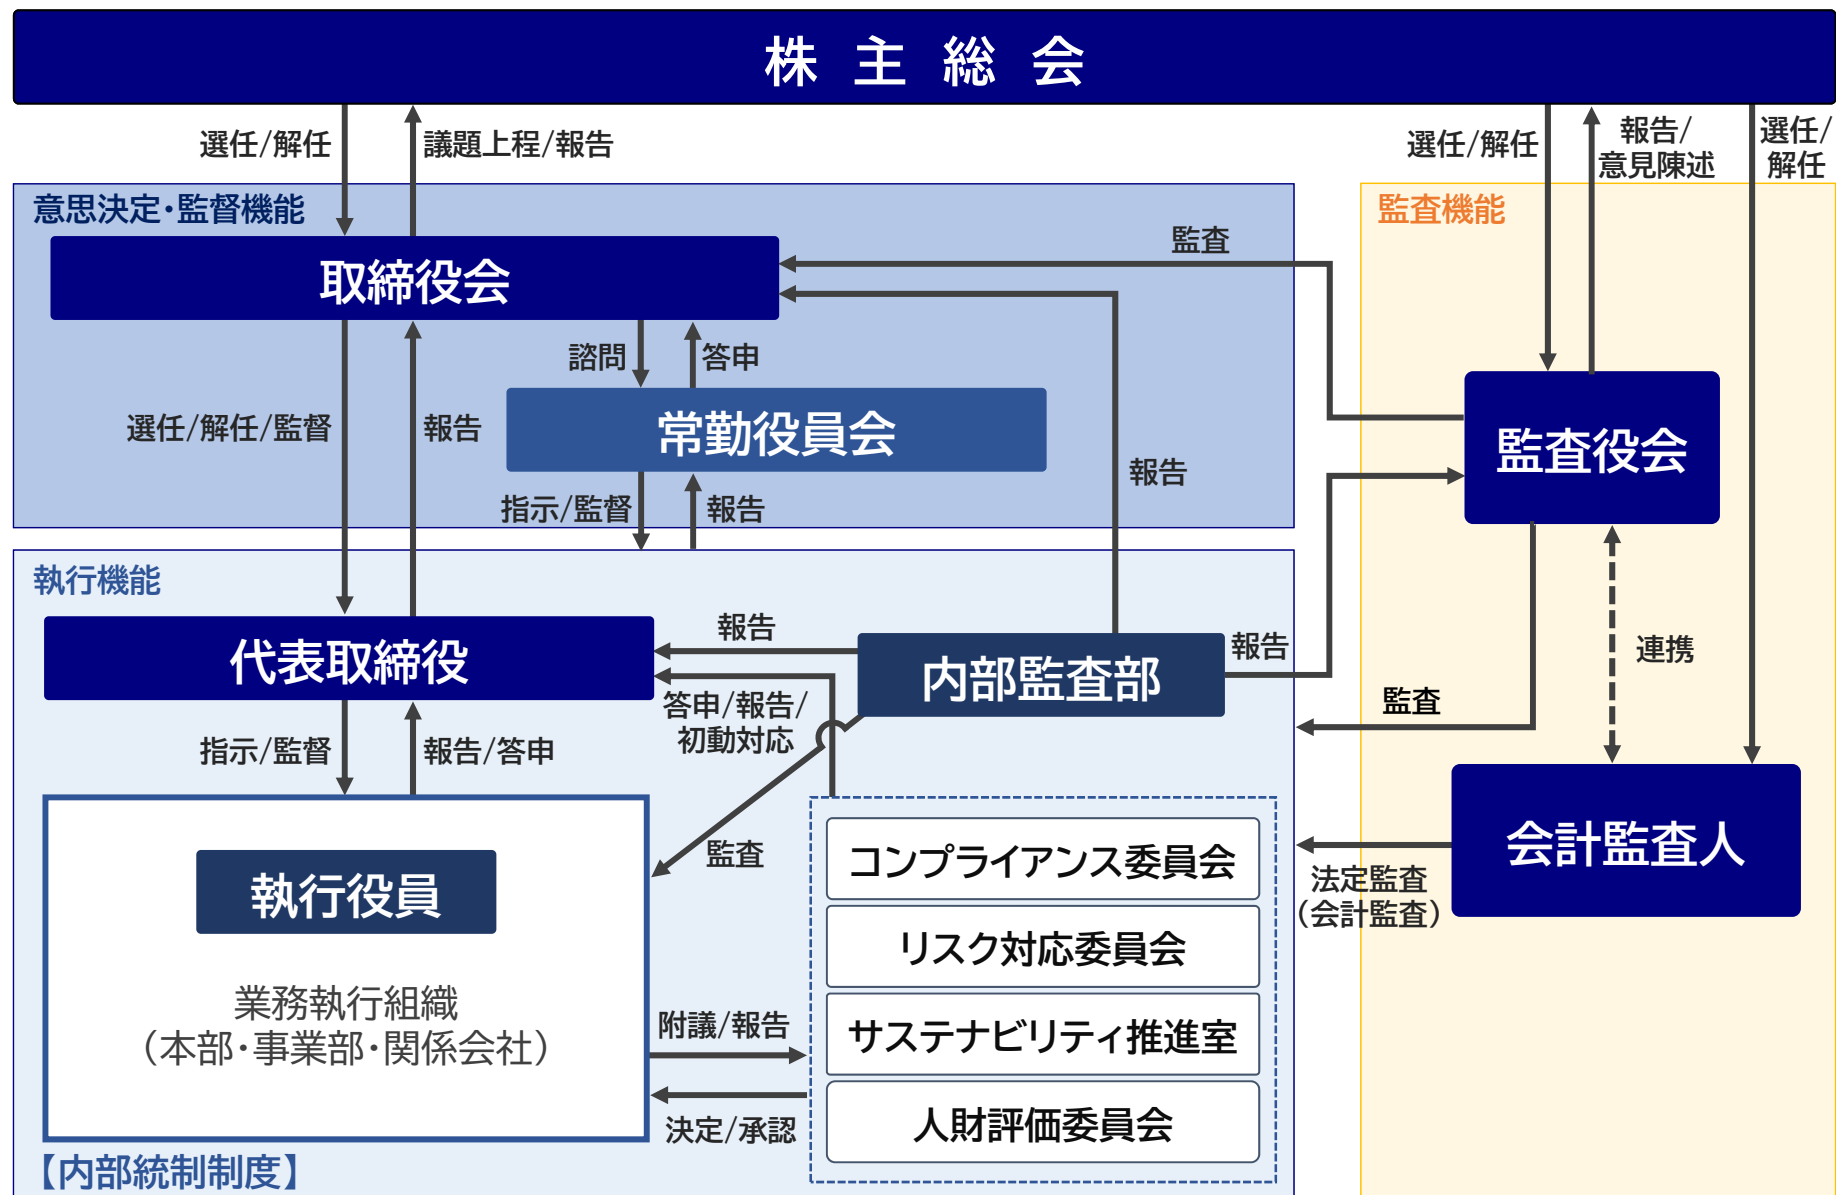 株主総会
選任/解任
議題上程/報告
選任/解任
報告/
意見陳述
選任/
解任
意思決定・監督機能
監査機能
取締役会
監査
諮問
答申
選任/解任/監督
報告
常勤役員会
報告
監査役会
指示/監督
報告
執行機能
代表取締役
報告
内部監査部
報告
連携
答申/報告/
初動対応
監査
指示/監督
報告/答申
監査
執行役員
業務執行組織
（本部・事業部・関係会社）
コンプライアンス委員会
リスク対応委員会
サステナビリティ推進室
人財評価委員会
会計監査人
法定監査
（会計監査）
附議/報告
決定/承認
【内部統制制度】